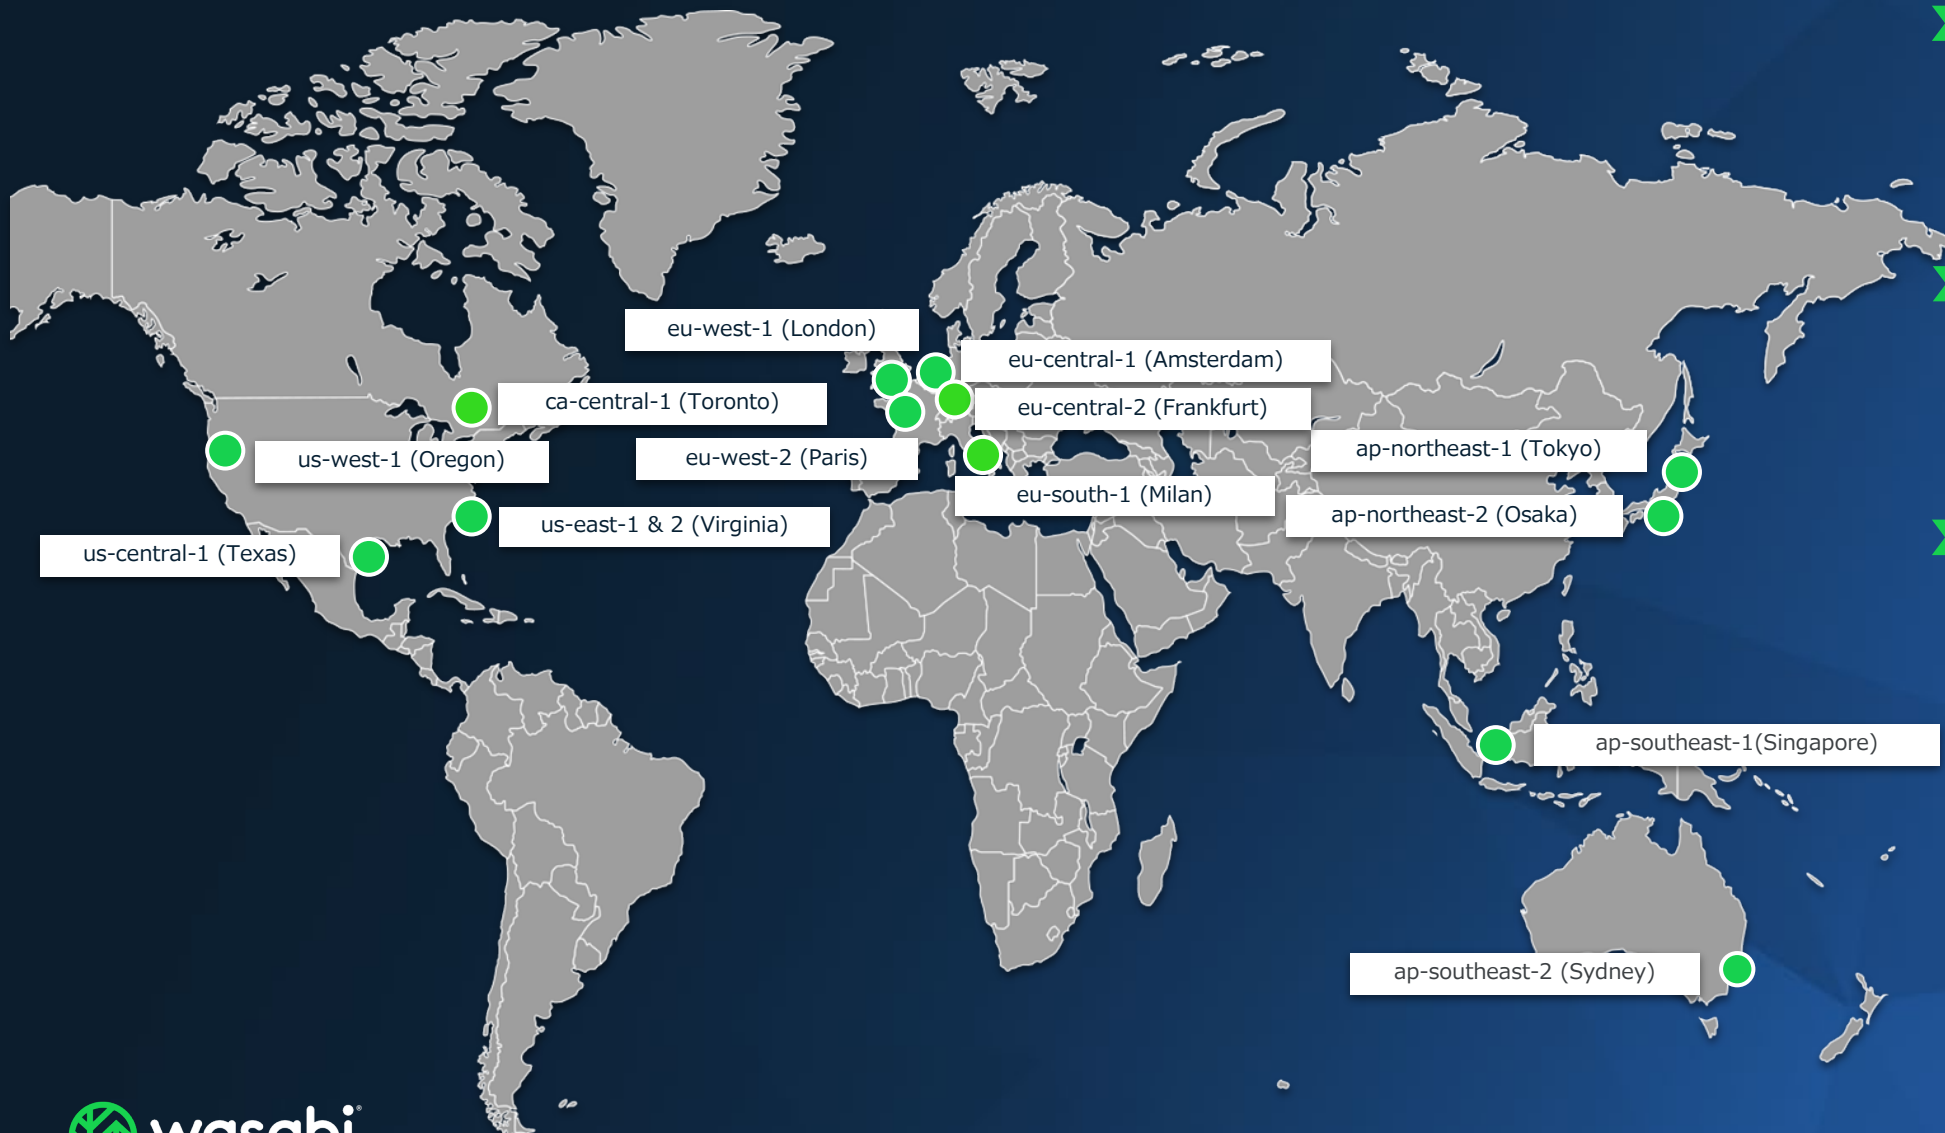 eu-west-1 (London)
eu-central-1 (Amsterdam)
ca-central-1 (Toronto)
eu-central-2 (Frankfurt)
us-west-1 (Oregon)
eu-west-2 (Paris)
ap-northeast-1 (Tokyo)
eu-south-1 (Milan)
ap-northeast-2 (Osaka)
us-east-1 & 2 (Virginia)
us-central-1 (Texas)
ap-southeast-1(Singapore)
ap-southeast-2 (Sydney)
wasabi